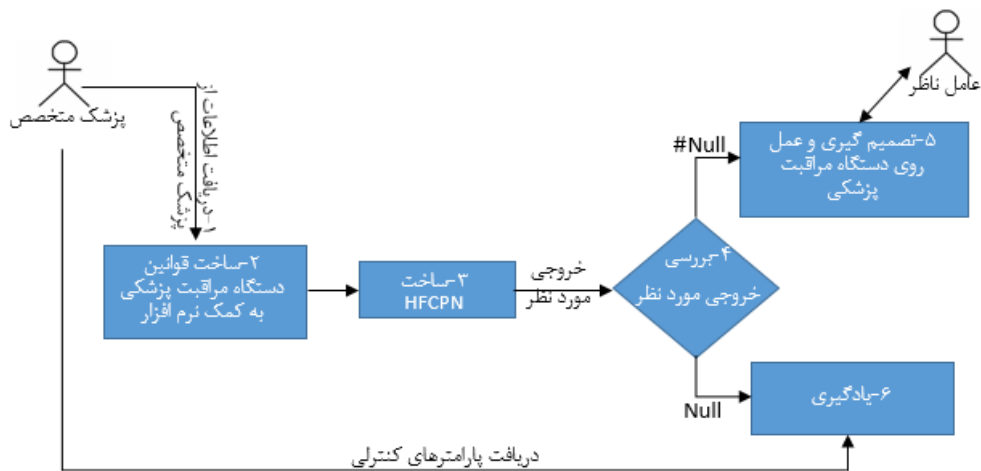 پزشک متخصص
۱-دریافت اطلاعات از
پزشک متخصص
۲-ساخت قوانین
دستگاه مراقبت پزشکی
به کمک نرم افزار
۳-ساخت
HFCPN
خروجی
مورد نظر
۴-بررسی
خروجی مورد نظر
#Null
۵-تصمیم گیری و عمل
روی دستگاه مراقبت
پزشکی
عامل ناظر
Null
۶-یادگیری
دریافت پارامترهای کنترلی